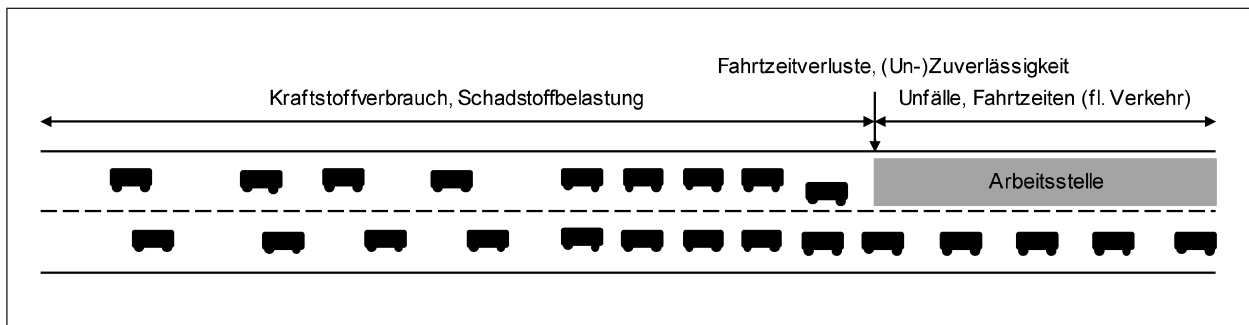 Fahrtzeitverluste, (Un-)Zuverlässigkeit
Kraftstoffverbrauch, Schadstoffbelastung
Unfälle, Fahrtzeiten (fl. Verkehr)
Arbeitsstelle